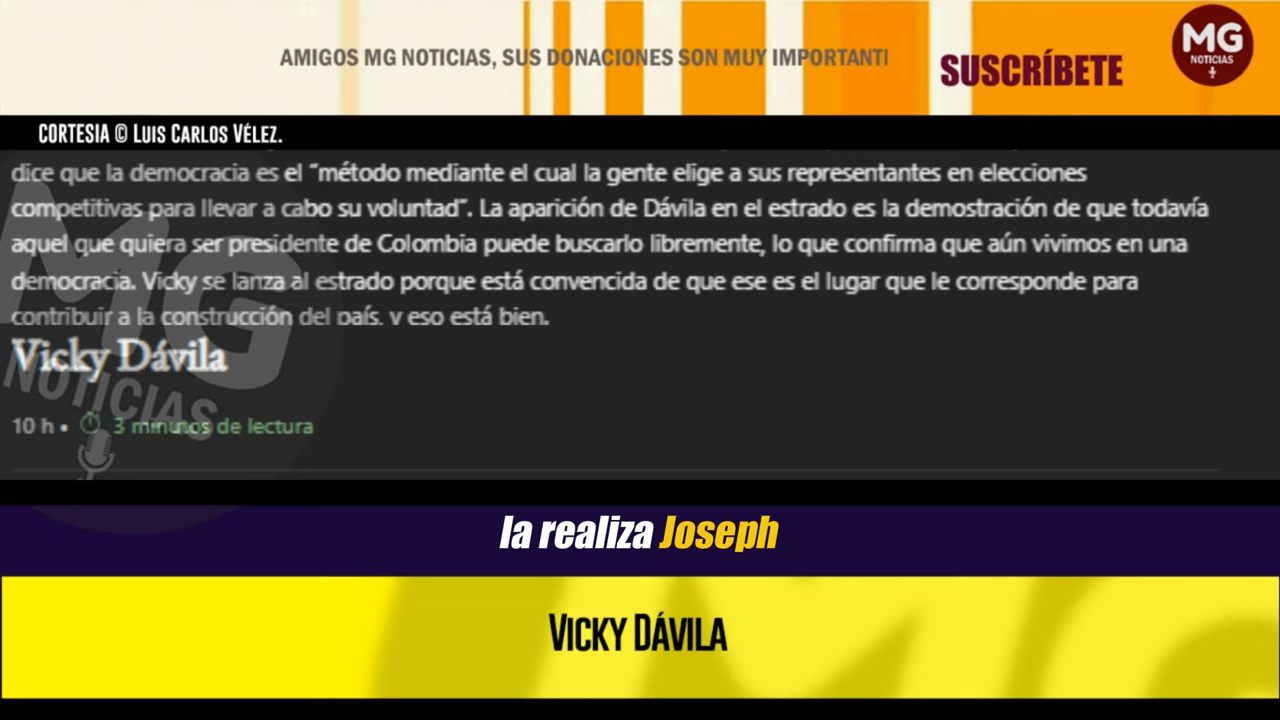 AMIGOS MG NOTICIAS, SUS DONACIONES SON MUY IMPORTANTI
SUSCRÍBETE
MG
NOTICIAS
CORTESIA © LUIS CARLOS VÉLEZ.
dice que la democracia es el "método mediante el cual la gente elige a sus representantes en elecciones
competitivas para llevar a cabo su voluntad". La aparición de Dávila en el estrado es la demostración de que todavía
aquel que quiera ser presidente de Colombia puede buscarlo libremente, lo que confirma que aún vivimos en una
democracia. Vicky se lanza al estrado porque está convencida de que ese es el lugar que le corresponde para
contribuir a la construcción del país, y eso está bien.
MG
NOTICIAS
Vicky Dávila
10 h • 3 minutos de lectura
la realiza Joseph
VICKY DÁVILA